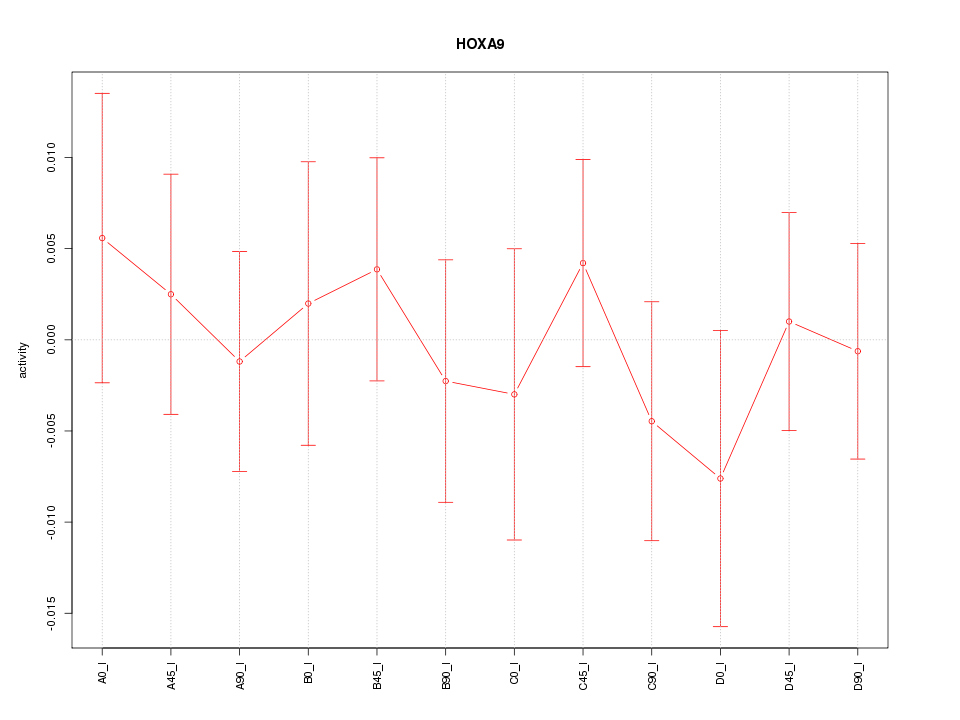 HOXA9
activity
0.010
0.005
0.000
-0.005
-0.010
-0.015
A0_I
A45_I
A90_I
B0_I
B45_I
B90_I
C0_I
C45_I
C90_I
D0_I
D45_I
D90_I